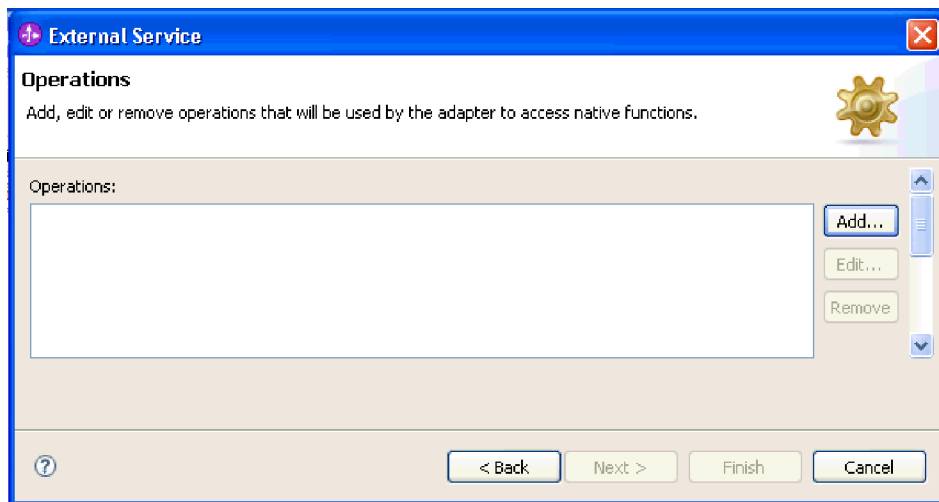 External Service
Operations
Add, edit or remove operations that will be used by the adapter to access native functions.
Operations:
Add...
Edit...
Remove
?
< Back
Next >
Finish
Cancel